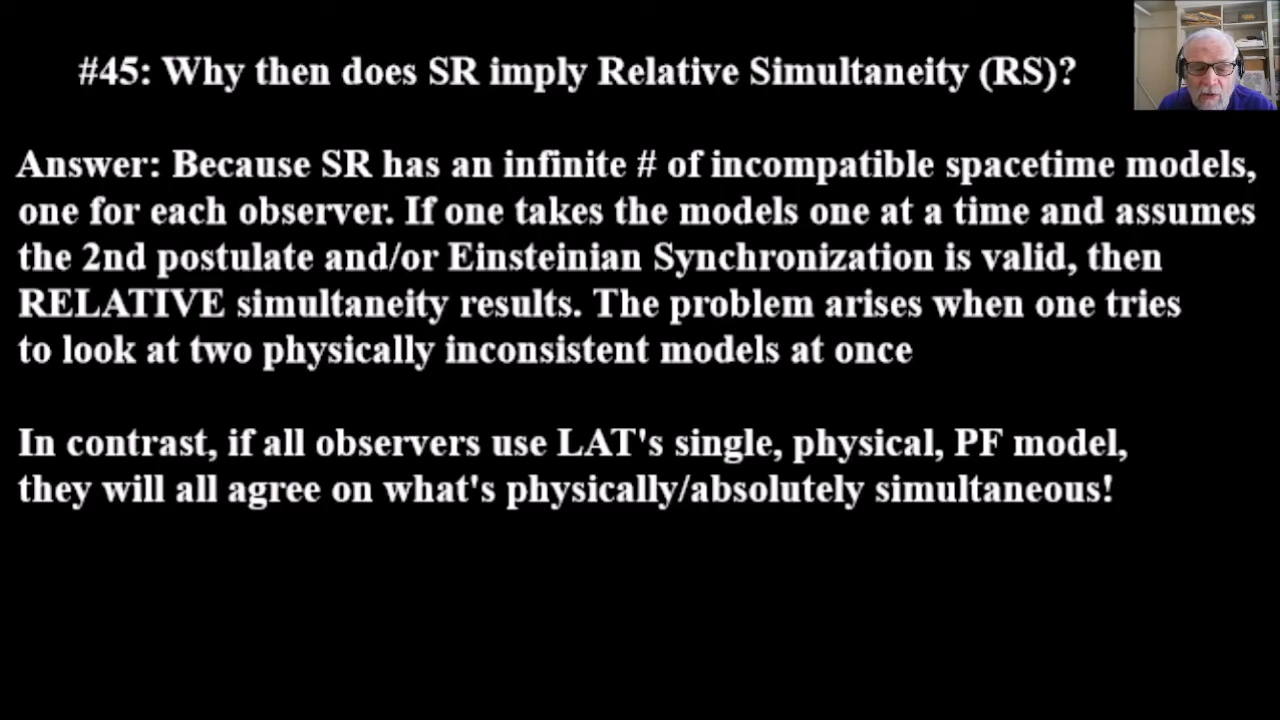 #45: Why then does SR imply Relative Simultaneity (RS)?
Answer: Because SR has an infinite # of incompatible spacetime models,
one for each observer. If one takes the models one at a time and assumes
the 2nd postulate and/or Einsteinian Synchronization is valid, then
RELATIVE simultaneity results. The problem arises when one tries
to look at two physically inconsistent models at once
In contrast, if all observers use LAT's single, physical, PF model,
they will all agree on what's physically/absolutely simultaneous!